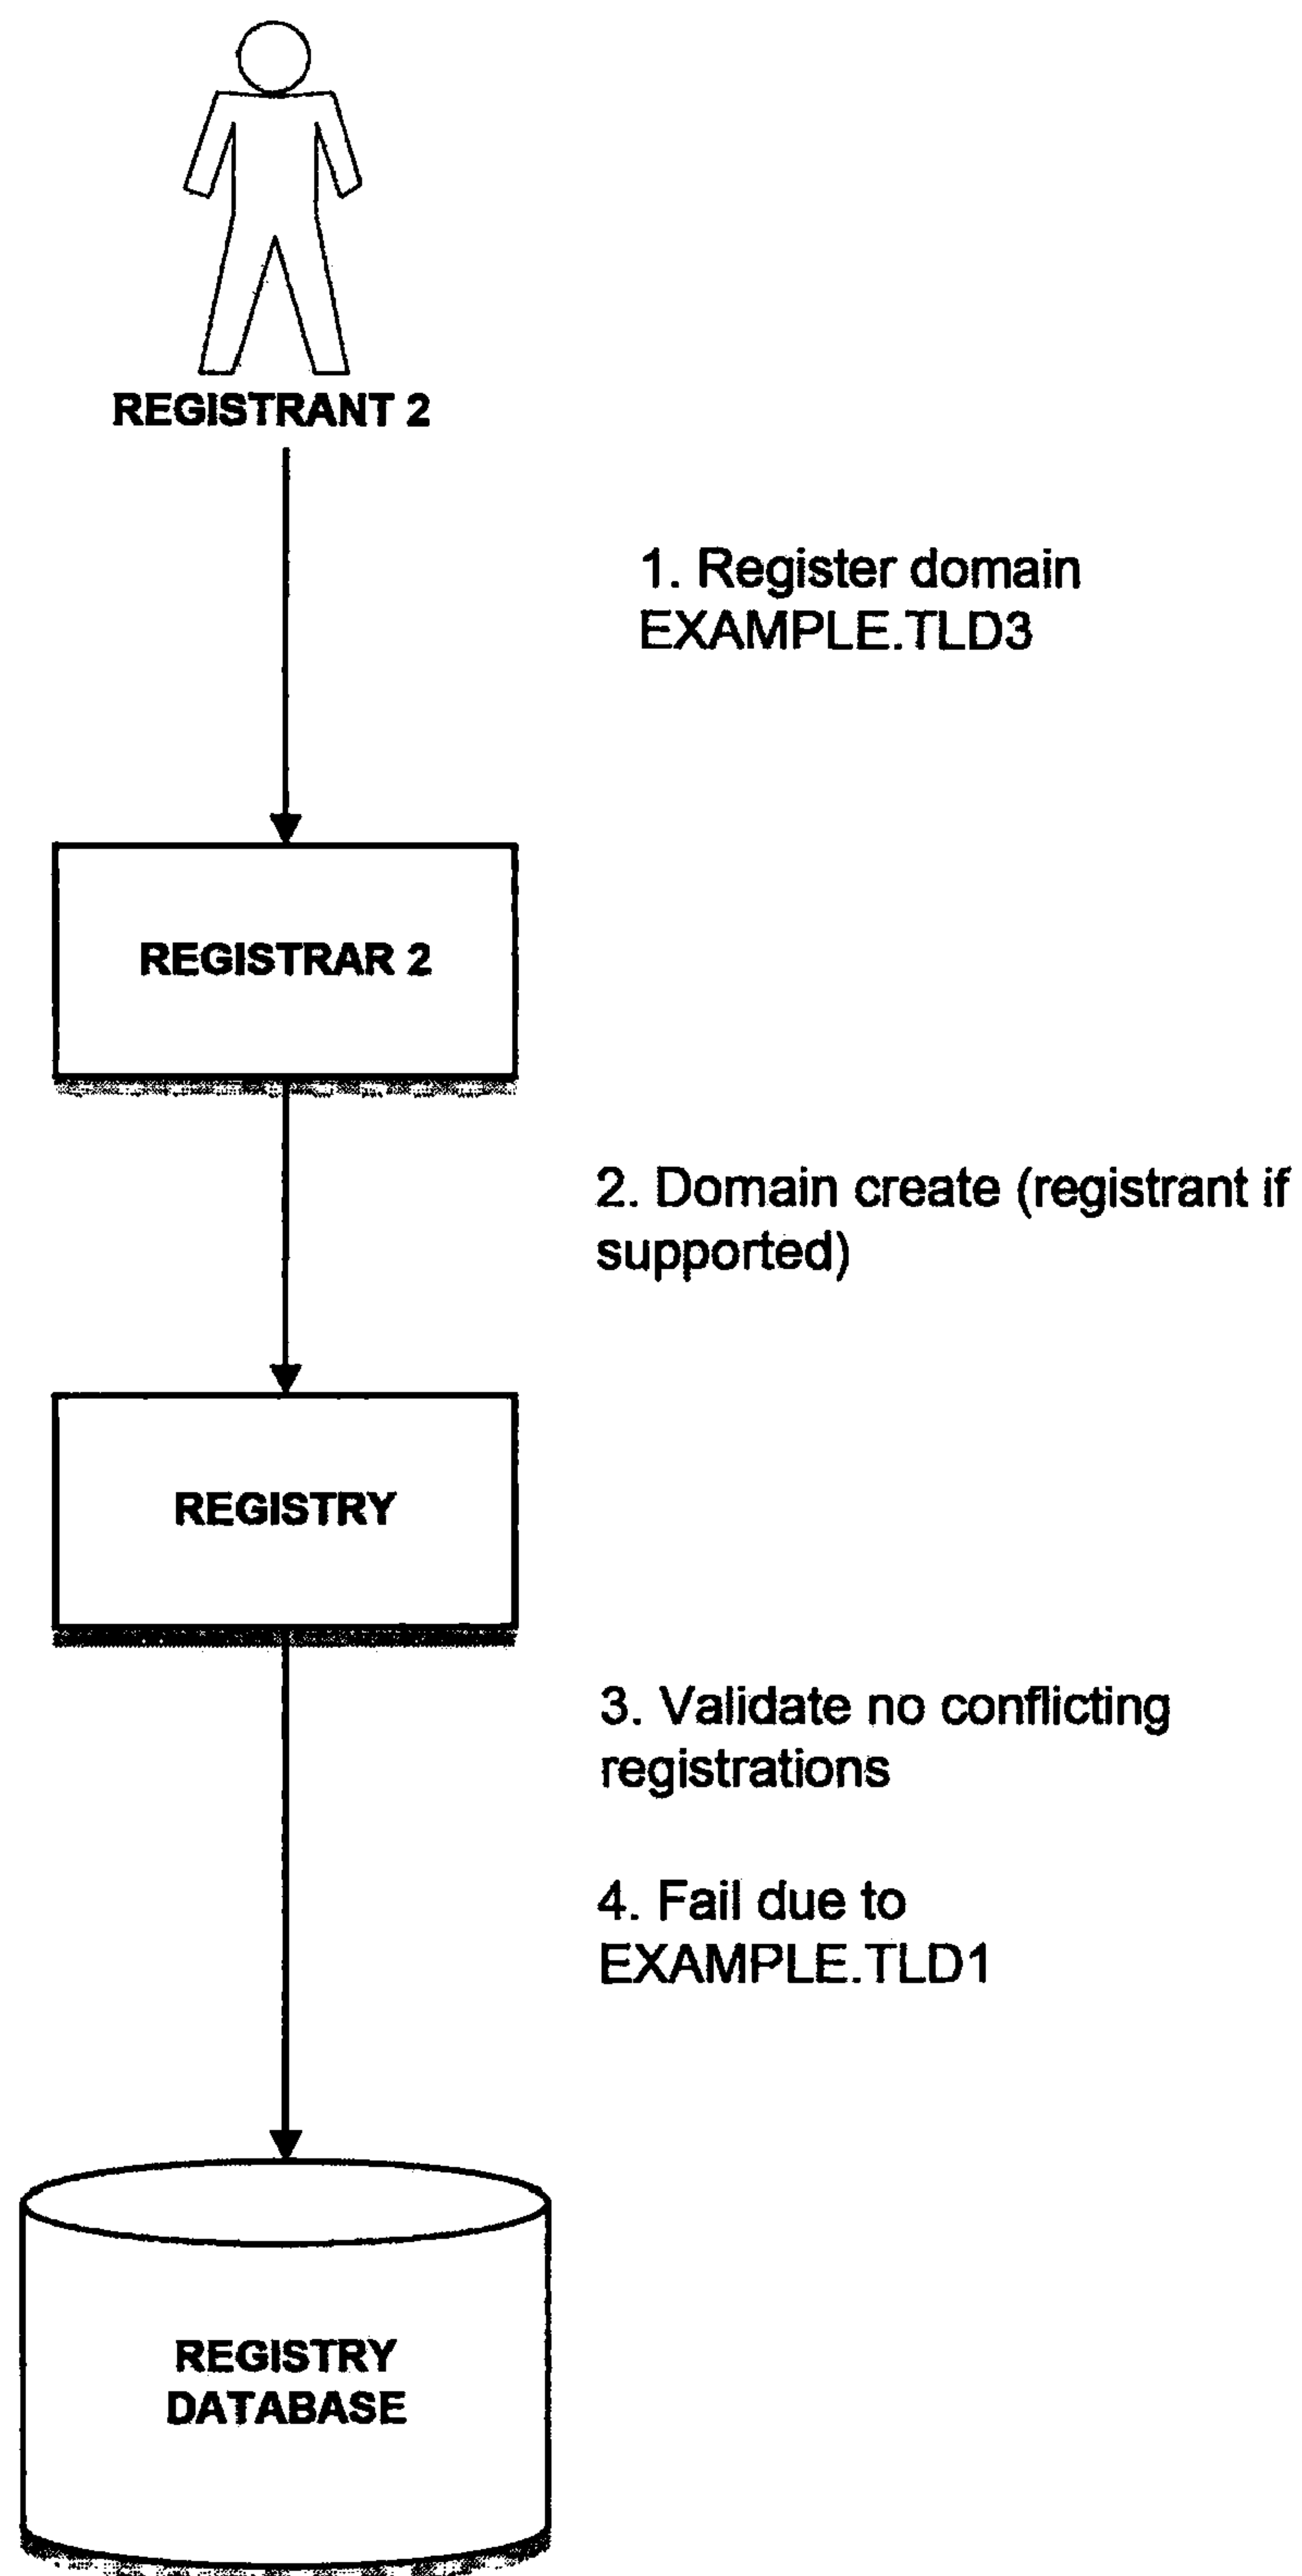 REGISTRANT 2
1. Register domain
EXAMPLE.TLD3
REGISTRAR 2
2. Domain create (registrant if
supported)
REGISTRY
3. Validate no conflicting
registrations
4. Fail due to
EXAMPLE.TLD1
REGISTRY
DATABASE